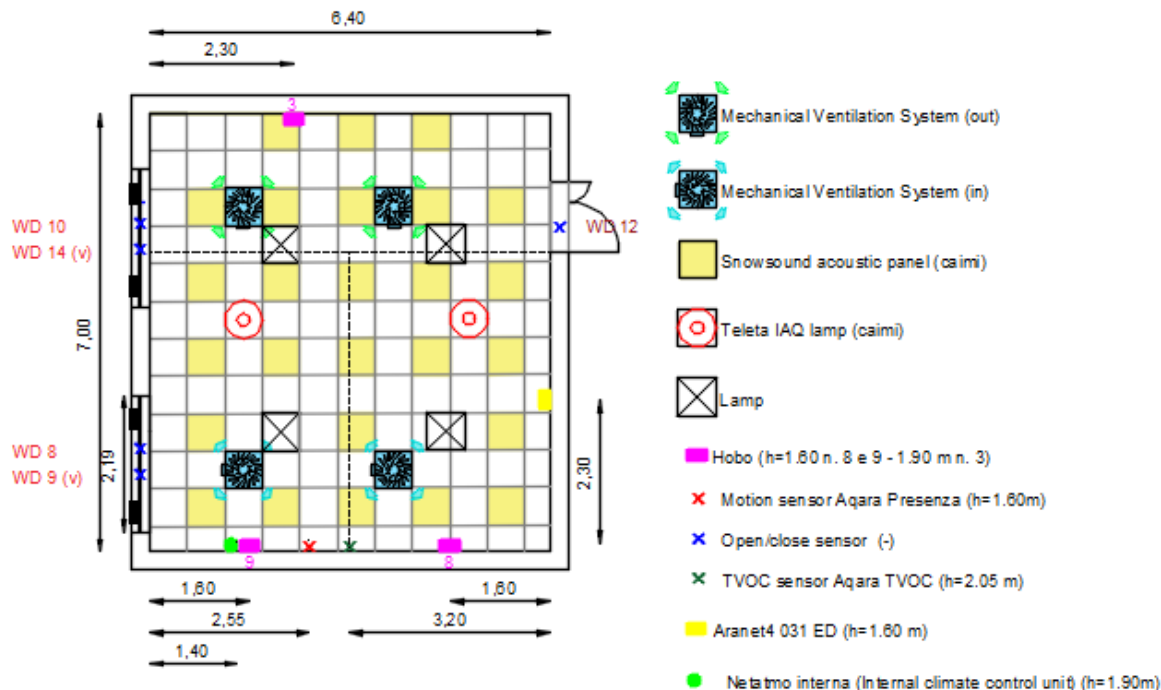 6,40
2,30
3
Mechanical Ventilation System (out)
Mechanical Ventilation System (in)
WD 10
WD 12
WD 14 (v)
Snowsound acoustic panel (caimi)
7,00
Teleta IAQ lamp (caimi)
Lamp
WD 8
WD 9 (v)
2,19
2,30
Hobo (h=1.60 n. 8 e 9 - 1.90 m n. 3)
Motion sensor Aqara Presenza (h=1.60m)
Open/close sensor (-)
9
8
TVOC sensor Aqara TVOC (h=2.05 m)
1,60
1,60
2,55
3,20
Aranet4 031 ED (h=1.60 m)
1,40
Netatmo interna (Internal climate control unit) (h=1.90m)